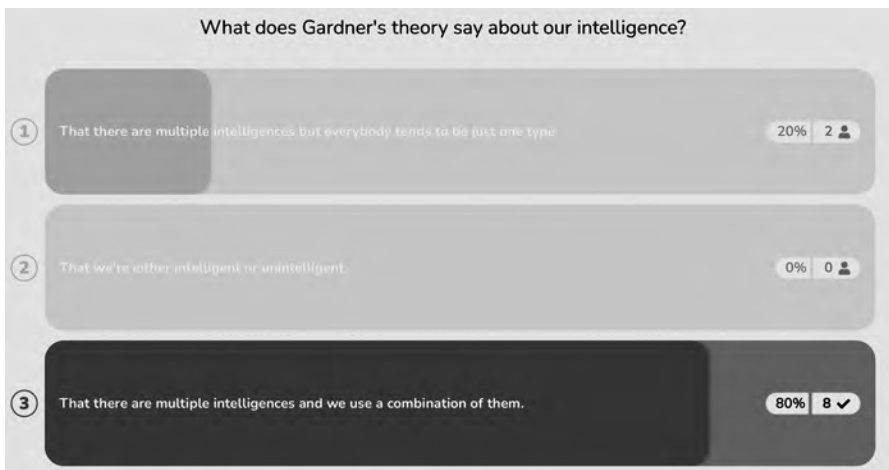 What does Gardner's theory say about our intelligence?
1 That there are multiple intelligences but everybody tends to be just one type. 20% 2
2 That we're either intelligent or unintelligent. 0% 0
3 That there are multiple intelligences and we use a combination of them. 80% 8